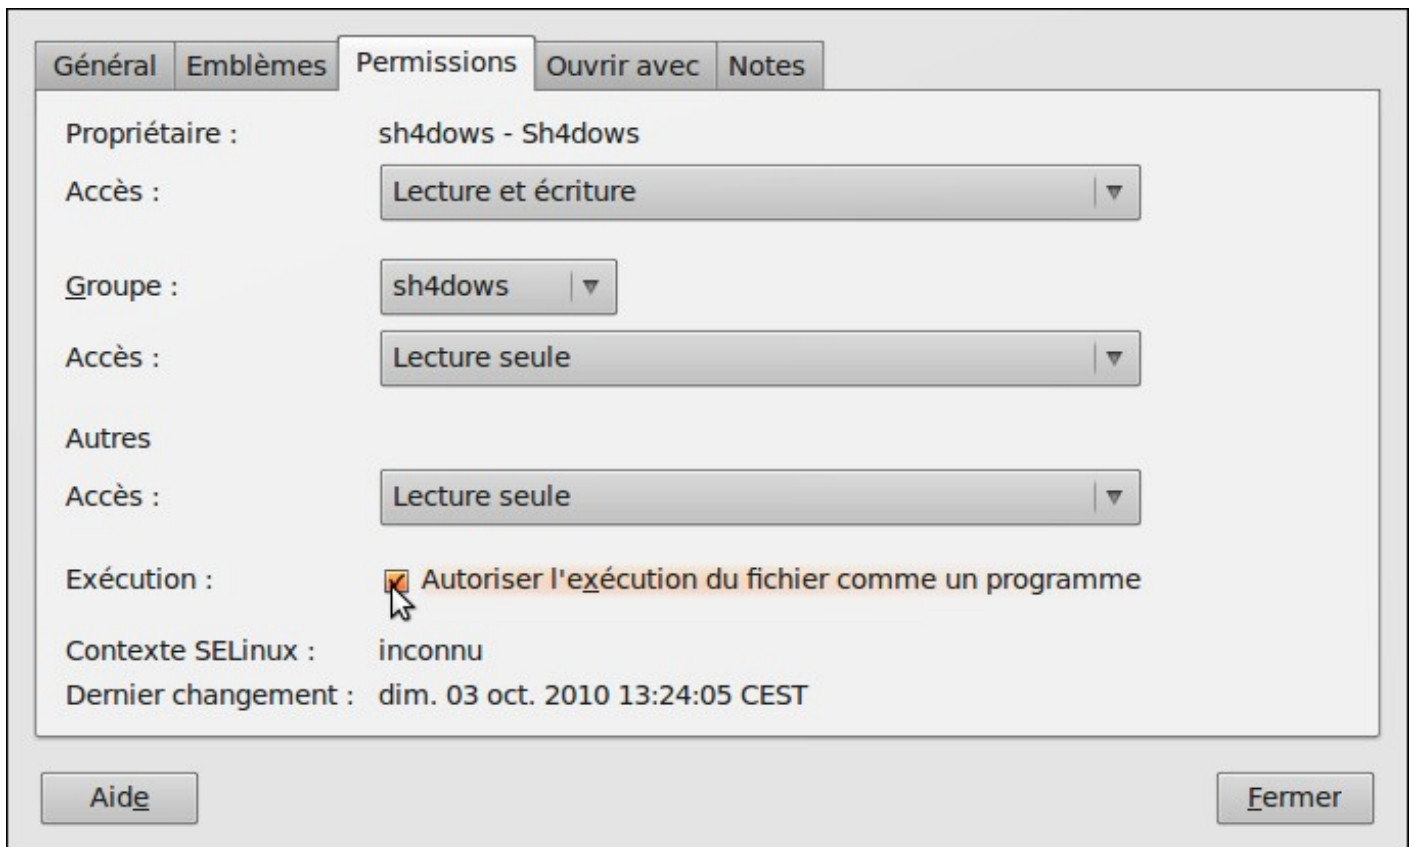 Général Emblèmes Permissions Ouvrir avec Notes
Propriétaire : sh4dows - Sh4dows
Accès : Lecture et écriture
Groupe : sh4dows
Accès : Lecture seule
Autres
Accès : Lecture seule
Exécution : Autoriser l'exécution du fichier comme un programme
Contexte SELinux : inconnu
Dernier changement : dim. 03 oct. 2010 13:24:05 CEST
Aide Fermer